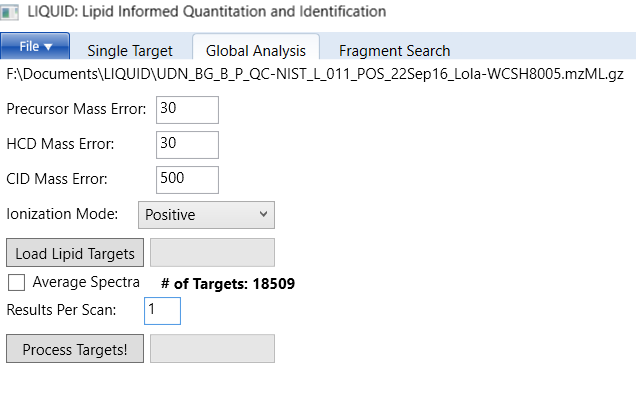 LIQUID: Lipid Informed Quantitation and Identification
File ▾ Single Target Global Analysis Fragment Search
F:\Documents\LIQUID\UDN_BG_B_P_QC-NIST_L_011_POS_22Sep16_Lola-WCSH8005.mzML.gz
Precursor Mass Error: 30
HCD Mass Error: 30
CID Mass Error: 500
Ionization Mode: Positive
Load Lipid Targets
Average Spectra # of Targets: 18509
Results Per Scan: 1
Process Targets!